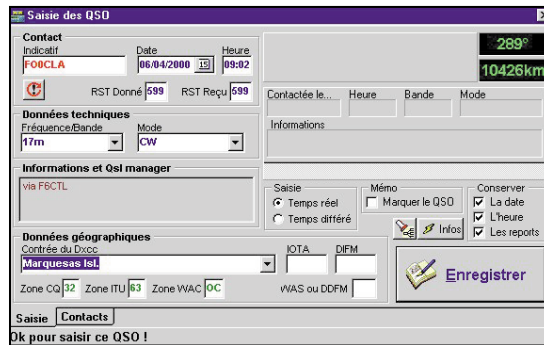 Saisie des QSO
Contact
Indicatif Date Heure
FO0CLA 06/04/2000 15 09:02
RST Donné 599 RST Reçu 599
289°
10426km
Contactée le... Heure Bande Mode
Informations
Données techniques
Fréquence/Bande Mode
17m CW
Informations et Qsl manager
via F6CTL
Saisie
Temps réel
Temps différé
Mémo
Marquer le QSO
Infos
Conserver
La date
L'heure
Les reports
Données géographiques
Contrée du Dxcc IOTA DIFM
Marquesas Isl.
Zone CQ 32 Zone ITU 63 Zone WAC OC WAS ou DDFM
Enregistrer
Saisie Contacts
Ok pour saisir ce QSO !